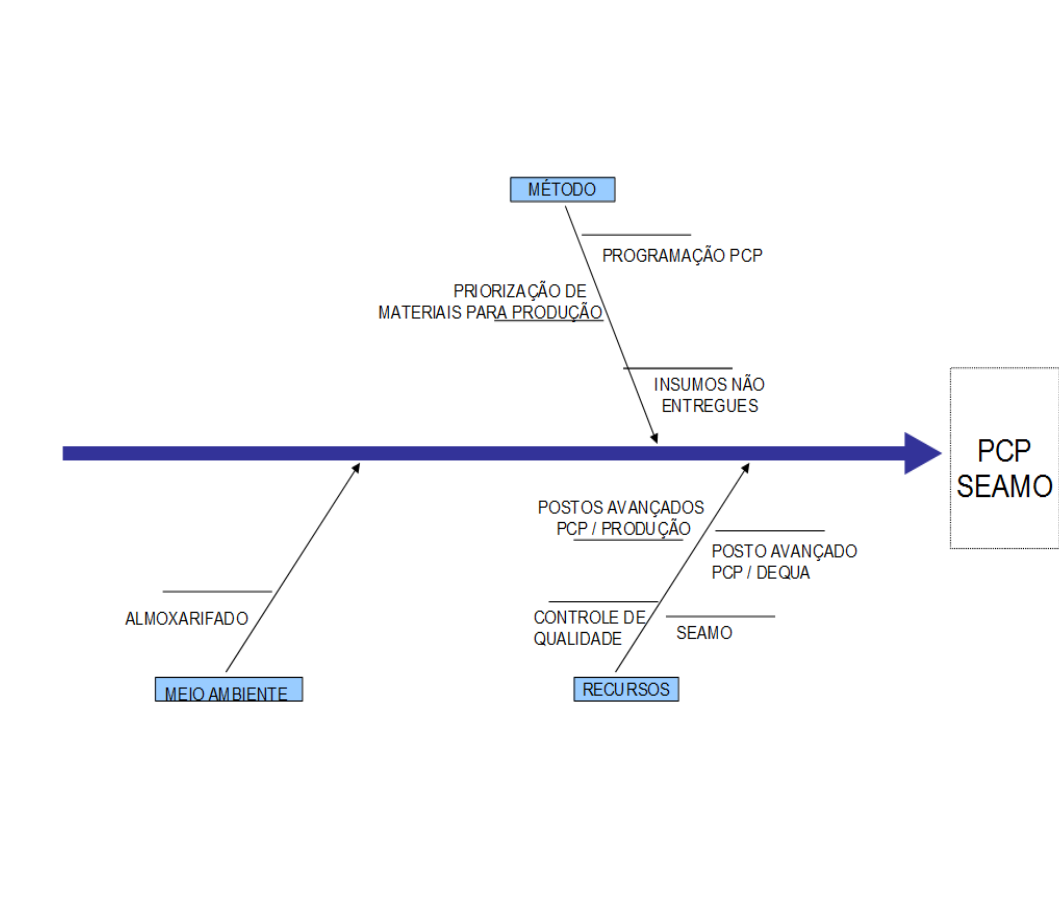 MÉTODO
PROGRAMAÇÃO PCP
PRIORIZAÇÃO DE
MATERIAIS PARA PRODUÇÃO
INSUMOS NÃO
ENTREGUES
PCP
SEAMO
POSTOS AVANÇADOS
PCP / PRODUÇÃO
POSTO AVANÇADO
PCP / DEQUA
ALMOXARIFADO
CONTROLE DE
QUALIDADE
SEAMO
MEIO AMBIENTE
RECURSOS